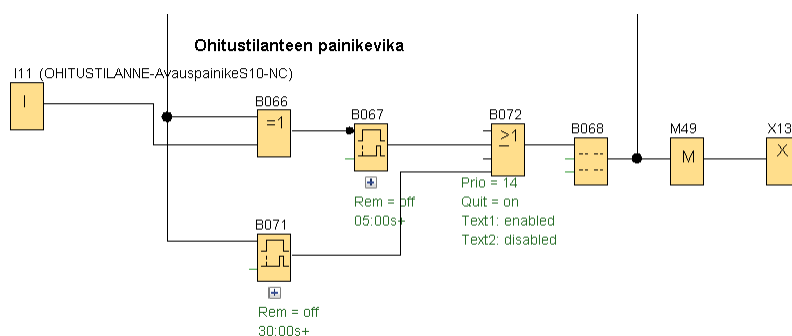 Ohitustilanteen painikevika
I11 (OHITUSTILANNE-AvauspainikeS10-NC)
I
B066
=1
B067
Rem = off
05:00s+
B072
≥1
Prio = 14
Quit = on
Text1: enabled
Text2: disabled
B068
M49
M
X13
X
B071
Rem = off
30:00s+